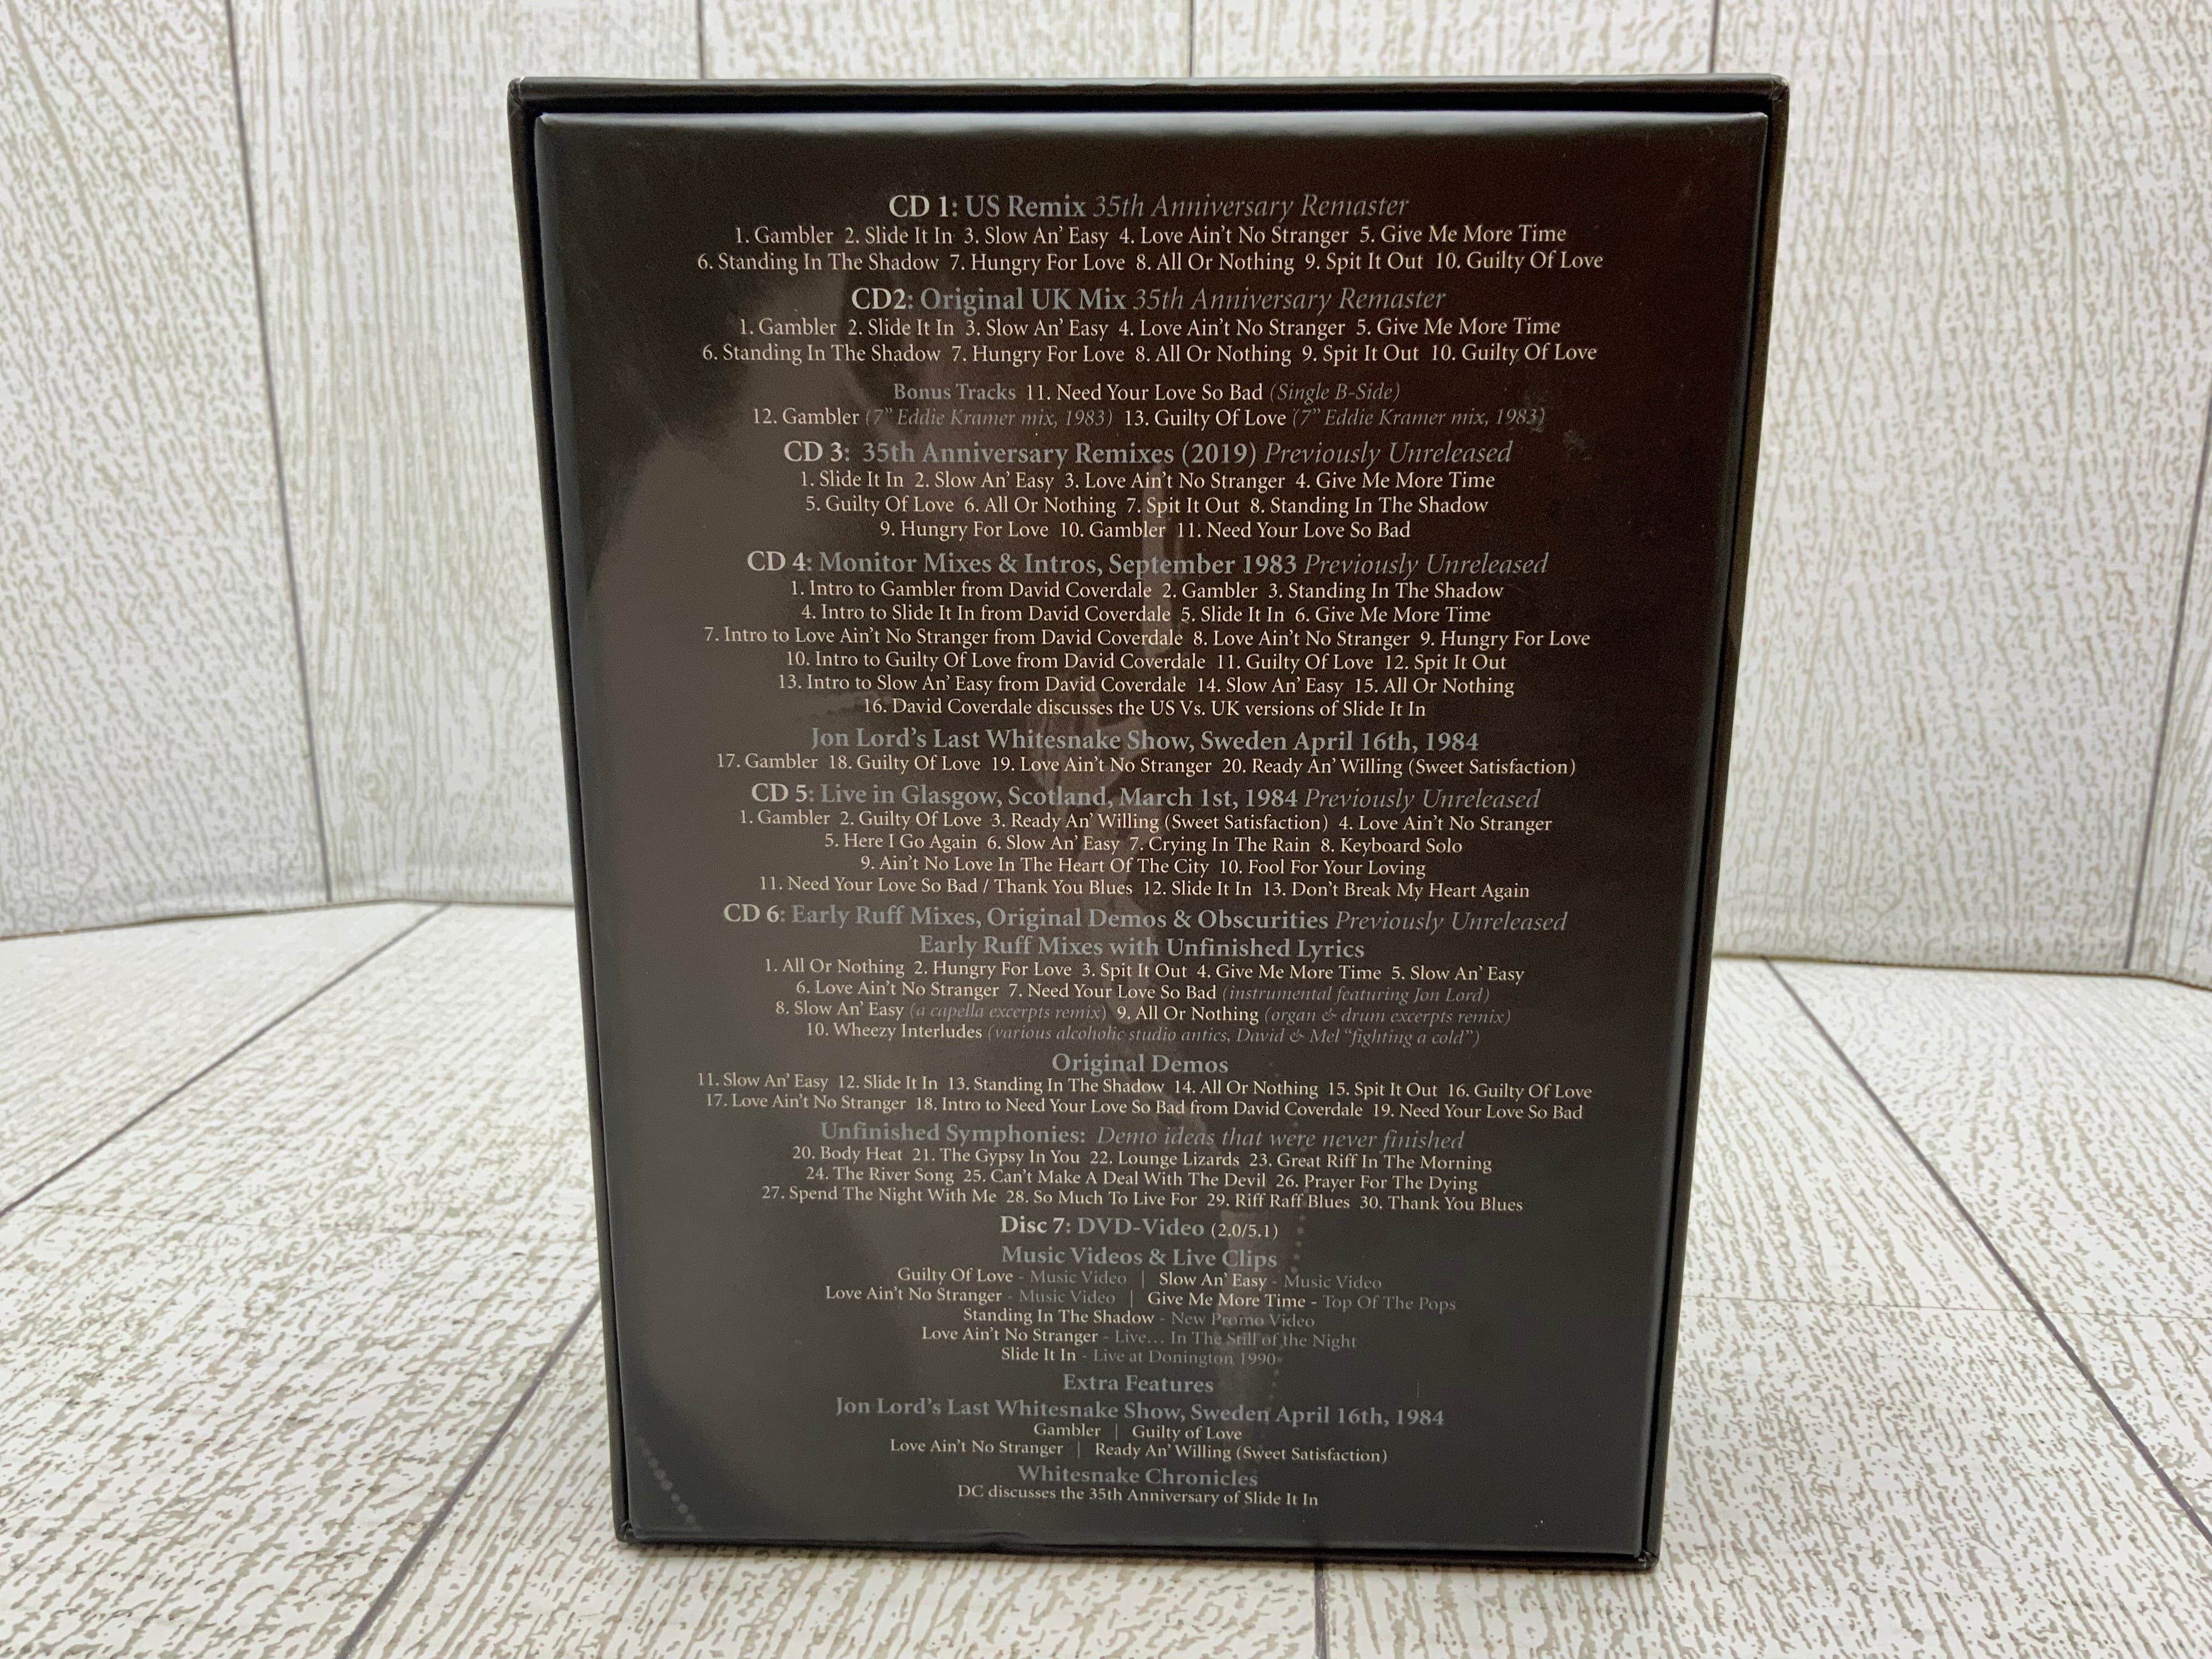 CD 1: US Remix 35th Anniversary Remaster
1. Gambler 2. Slide It In 3. Slow An' Easy 4. Love Ain't No Stranger 5. Give Me More Time
6. Standing In The Shadow 7. Hungry For Love 8. All Or Nothing 9. Spit It Out 10. Guilty Of Love
CD2: Original UK Mix 35th Anniversary Remaster
1. Gambler 2. Slide It In 3. Slow An' Easy 4. Love Ain't No Stranger 5. Give Me More Time
6. Standing In The Shadow 7. Hungry For Love 8. All Or Nothing 9. Spit It Out 10. Guilty Of Love
Bonus Tracks 11. Need Your Love So Bad (Single B-Side)
12. Gambler (7" Eddie Kramer mix, 1983) 13. Guilty Of Love (7" Eddie Kramer mix, 1983)
CD 3: 35th Anniversary Remixes (2019) Previously Unreleased
1. Slide It In 2. Slow An' Easy 3. Love Ain't No Stranger 4. Give Me More Time
5. Guilty Of Love 6. All Or Nothing 7. Spit It Out 8. Standing In The Shadow
9. Hungry For Love 10. Gambler 11. Need Your Love So Bad
CD 4: Monitor Mixes & Intros, September 1983 Previously Unreleased
1. Intro to Gambler from David Coverdale 2. Gambler 3. Standing In The Shadow
4. Intro to Slide It In from David Coverdale 5. Slide It In 6. Give Me More Time
7. Intro to Love Ain't No Stranger from David Coverdale 8. Love Ain't No Stranger 9. Hungry For Love
10. Intro to Guilty Of Love from David Coverdale 11. Guilty Of Love 12. Spit It Out
13. Intro to Slow An' Easy from David Coverdale 14. Slow An' Easy 15. All Or Nothing
16. David Coverdale discusses the US Vs. UK versions of Slide It In
Jon Lord's Last Whitesnake Show, Sweden April 16th, 1984
17. Gambler 18. Guilty Of Love 19. Love Ain't No Stranger 20. Ready An' Willing (Sweet Satisfaction)
CD 5: Live in Glasgow, Scotland, March 1st, 1984 Previously Unreleased
1. Gambler 2. Guilty Of Love 3. Ready An' Willing (Sweet Satisfaction) 4. Love Ain't No Stranger
5. Here I Go Again 6. Slow An' Easy 7. Crying In The Rain 8. Keyboard Solo
9. Ain't No Love In The Heart Of The City 10. Fool For Your Loving
11. Need Your Love So Bad / Thank You Blues 12. Slide It In 13. Don't Break My Heart Again
CD 6: Early Ruff Mixes, Original Demos & Obscurities Previously Unreleased
Early Ruff Mixes with Unfinished Lyrics
1. All Or Nothing 2. Hungry For Love 3. Spit It Out 4. Give Me More Time 5. Slow An' Easy
6. Love Ain't No Stranger 7. Need Your Love So Bad (instrumental featuring Jon Lord)
8. Slow An' Easy (a capella excerpts remix) 9. All Or Nothing (organ & drum excerpts remix)
10. Wheezy Interludes (various alcoholic studio antics, David & Mel "fighting a cold")
Original Demos
11. Slow An' Easy 12. Slide It In 13. Standing In The Shadow 14. All Or Nothing 15. Spit It Out 16. Guilty Of Love
17. Love Ain't No Stranger 18. Intro to Need Your Love So Bad from David Coverdale 19. Need Your Love So Bad
Unfinished Symphonies: Demo ideas that were never finished
20. Body Heat 21. The Gypsy In You 22. Lounge Lizards 23. Great Riff In The Morning
24. The River Song 25. Can't Make A Deal With The Devil 26. Prayer For The Dying
27. Spend The Night With Me 28. So Much To Live For 29. Riff Raff Blues 30. Thank You Blues
Disc 7: DVD-Video (2.0/5.1)
Music Videos & Live Clips
Guilty Of Love - Music Video | Slow An' Easy - Music Video
Love Ain't No Stranger - Music Video | Give Me More Time - Top Of The Pops
Standing In The Shadow - New Promo Video
Love Ain't No Stranger - Live... In The Still of the Night
Slide It In - Live at Donington 1990
Extra Features
Jon Lord's Last Whitesnake Show, Sweden April 16th, 1984
Gambler | Guilty of Love
Love Ain't No Stranger | Ready An' Willing (Sweet Satisfaction)
Whitesnake Chronicles
DC discusses the 35th Anniversary of Slide It In